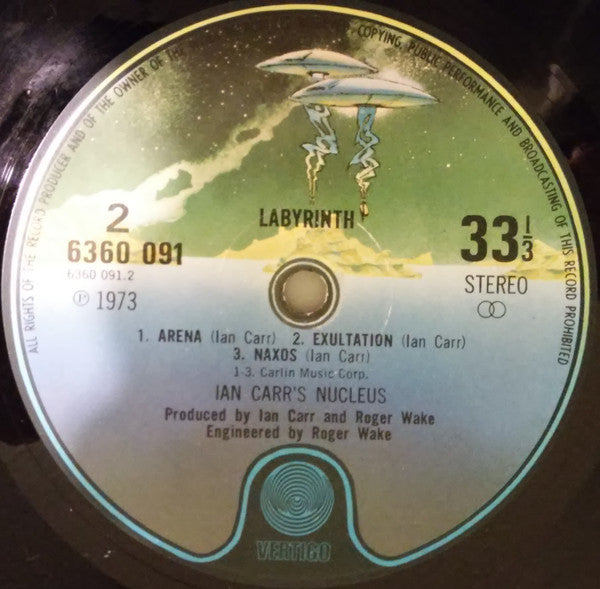 ALL RIGHTS OF THE RECORD PRODUCER AND OF THE OWNER OF THE
COPYING, PUBLIC PERFORMANCE AND BROADCASTING OF THIS RECORD PROHIBITED
LABYRINTH
2
6360 091
6360 091.2
℗ 1973
33⅓
STEREO
1. ARENA (Ian Carr) 2. EXULTATION (Ian Carr)
3. NAXOS (Ian Carr)
1-3. Carlin Music Corp.
IAN CARR'S NUCLEUS
Produced by Ian Carr and Roger Wake
Engineered by Roger Wake
VERTIGO